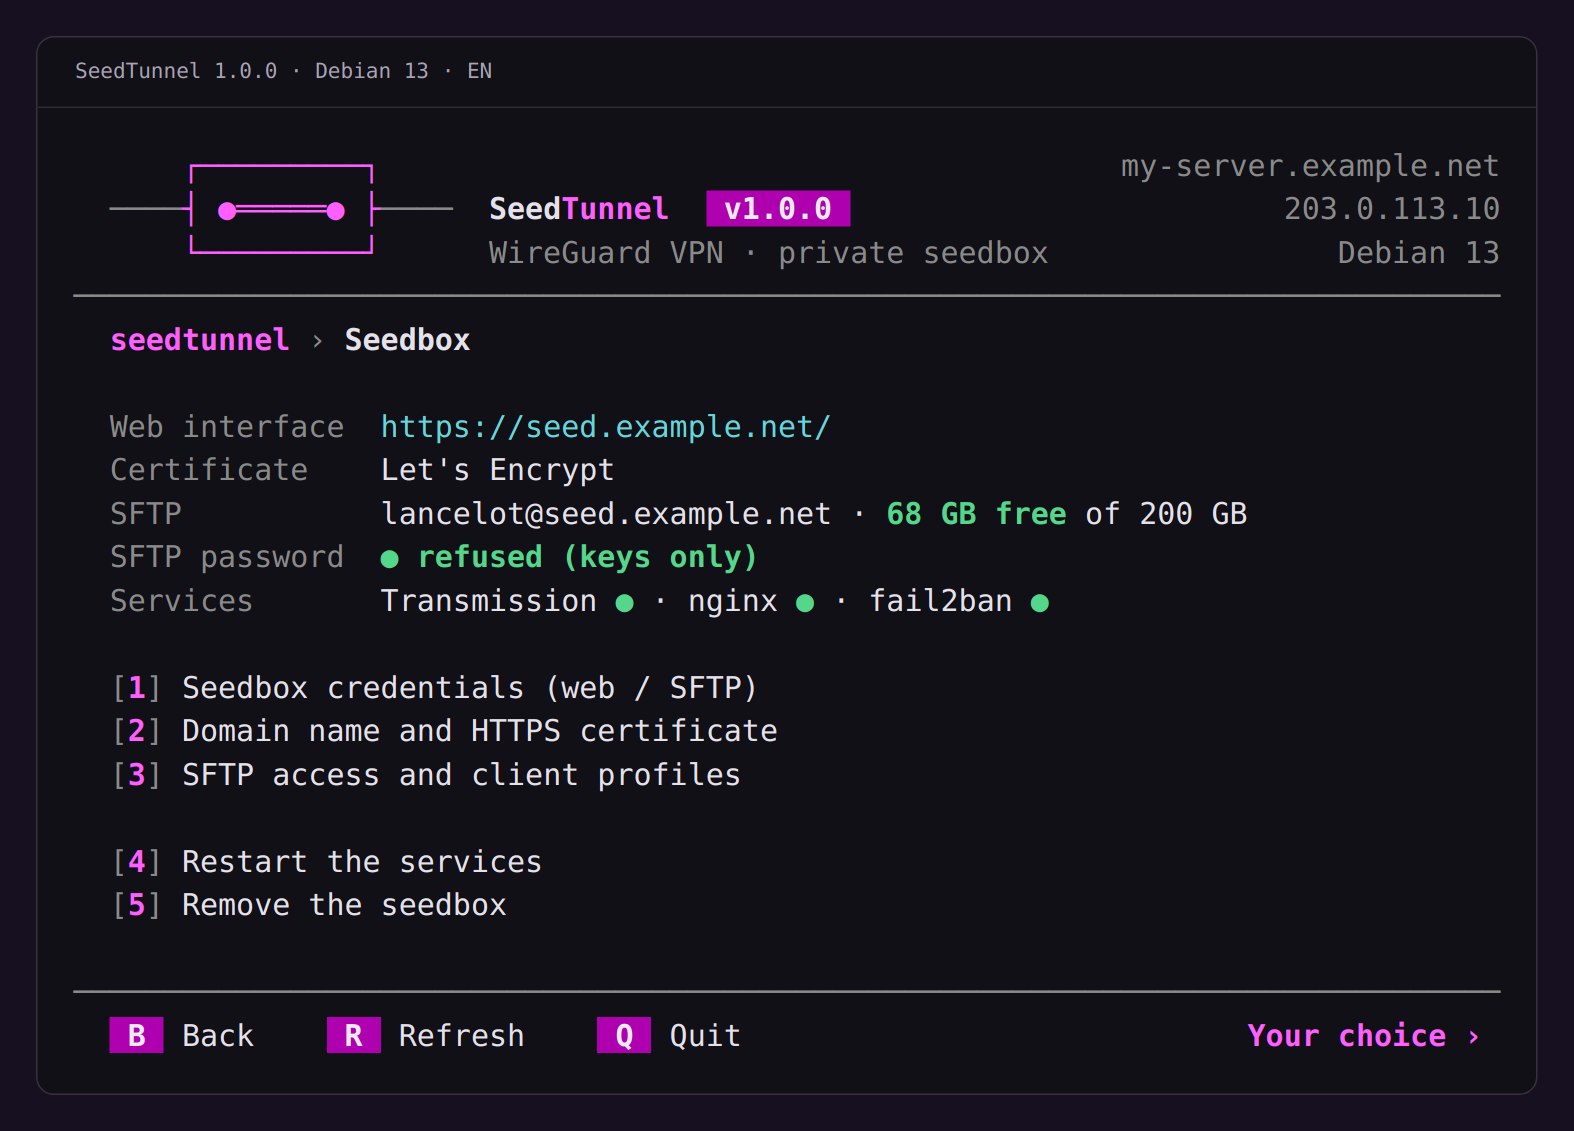 SeedTunnel 1.0.0 · Debian 13 · EN
my-server.example.net
SeedTunnel v1.0.0 203.0.113.10
WireGuard VPN · private seedbox Debian 13
seedtunnel › Seedbox
Web interface https://seed.example.net/
Certificate Let's Encrypt
SFTP lancelot@seed.example.net · 68 GB free of 200 GB
SFTP password ● refused (keys only)
Services Transmission ● · nginx ● · fail2ban ●
[1] Seedbox credentials (web / SFTP)
[2] Domain name and HTTPS certificate
[3] SFTP access and client profiles
[4] Restart the services
[5] Remove the seedbox
B Back R Refresh Q Quit Your choice ›